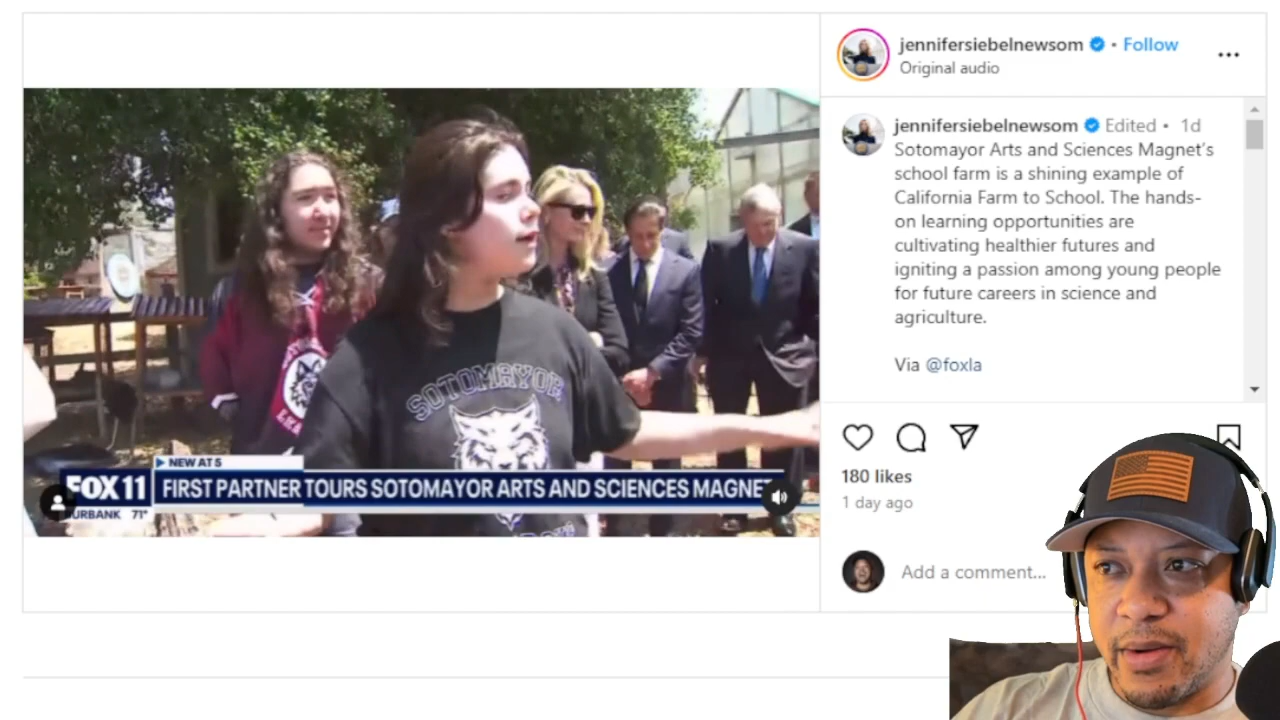 jennifersiebelnewsom • Follow
Original audio
jennifersiebelnewsom Edited • 1d
Sotomayor Arts and Sciences Magnet's
school farm is a shining example of
California Farm to School. The hands-
on learning opportunities are
cultivating healthier futures and
igniting a passion among young people
for future careers in science and
agriculture.
Via @foxla
180 likes
1 day ago
Add a comment...
SOTOMAYOR
NEW AT 5
FOX 11
FIRST PARTNER TOURS SOTOMAYOR ARTS AND SCIENCES MAGNET
BURBANK 71°